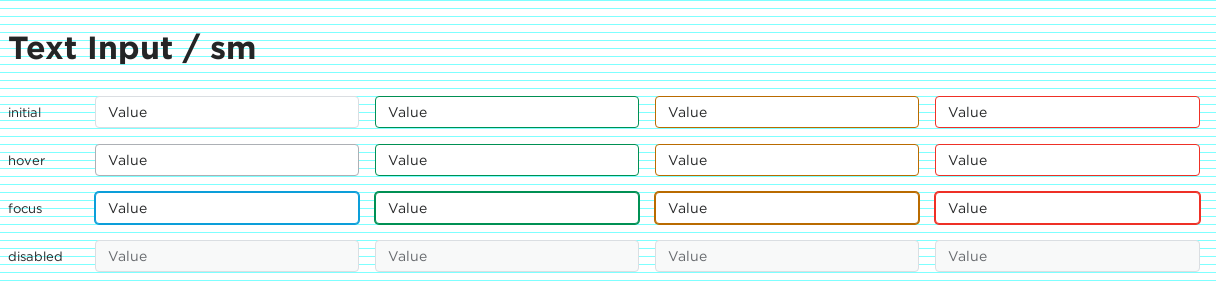 Text Input / sm
initial Value Value Value Value
hover Value Value Value Value
focus Value Value Value Value
disabled Value Value Value Value